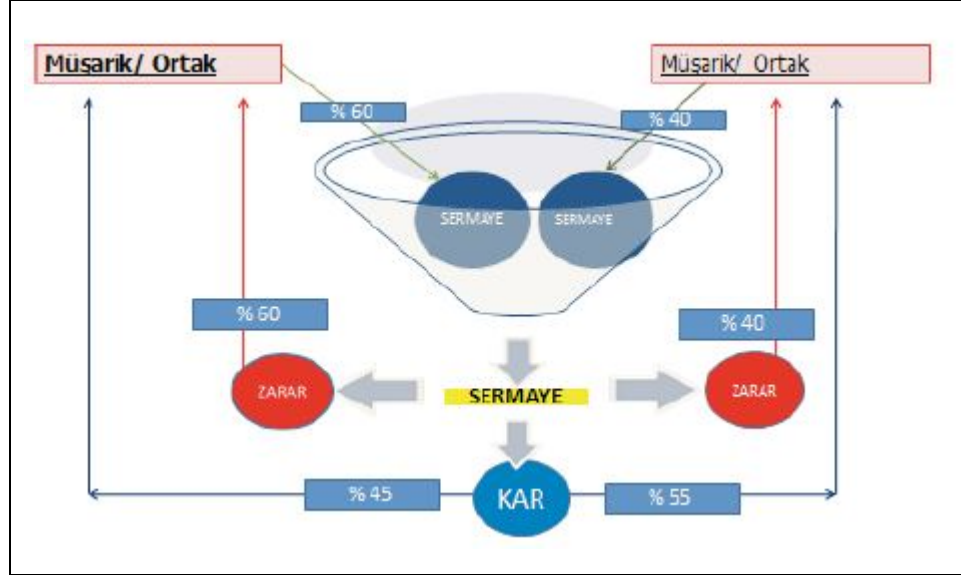 Müşarik/ Ortak
Müşarik/ Ortak
% 60
% 40
SERMAYE
SERMAYE
% 60
% 40
ZARAR
SERMAYE
ZARAR
% 45
KAR
% 55